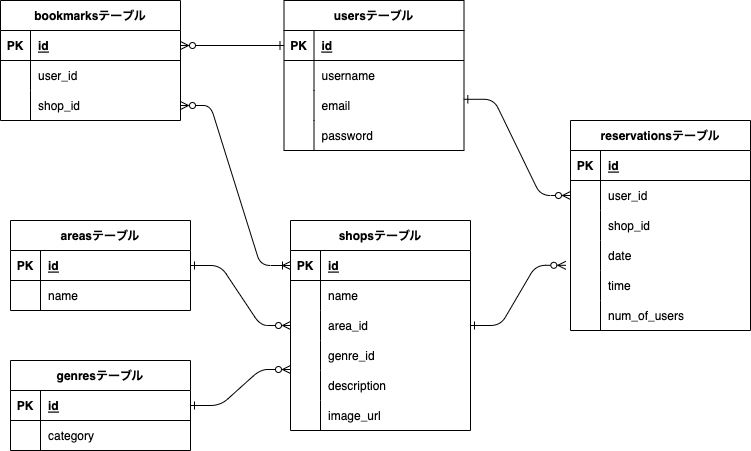 bookmarksテーブル
PK id
user_id
shop_id
usersテーブル
PK id
username
email
password
reservationsテーブル
PK id
user_id
shop_id
date
time
num_of_users
areasテーブル
PK id
name
shopsテーブル
PK id
name
area_id
genre_id
description
image_url
genresテーブル
PK id
category